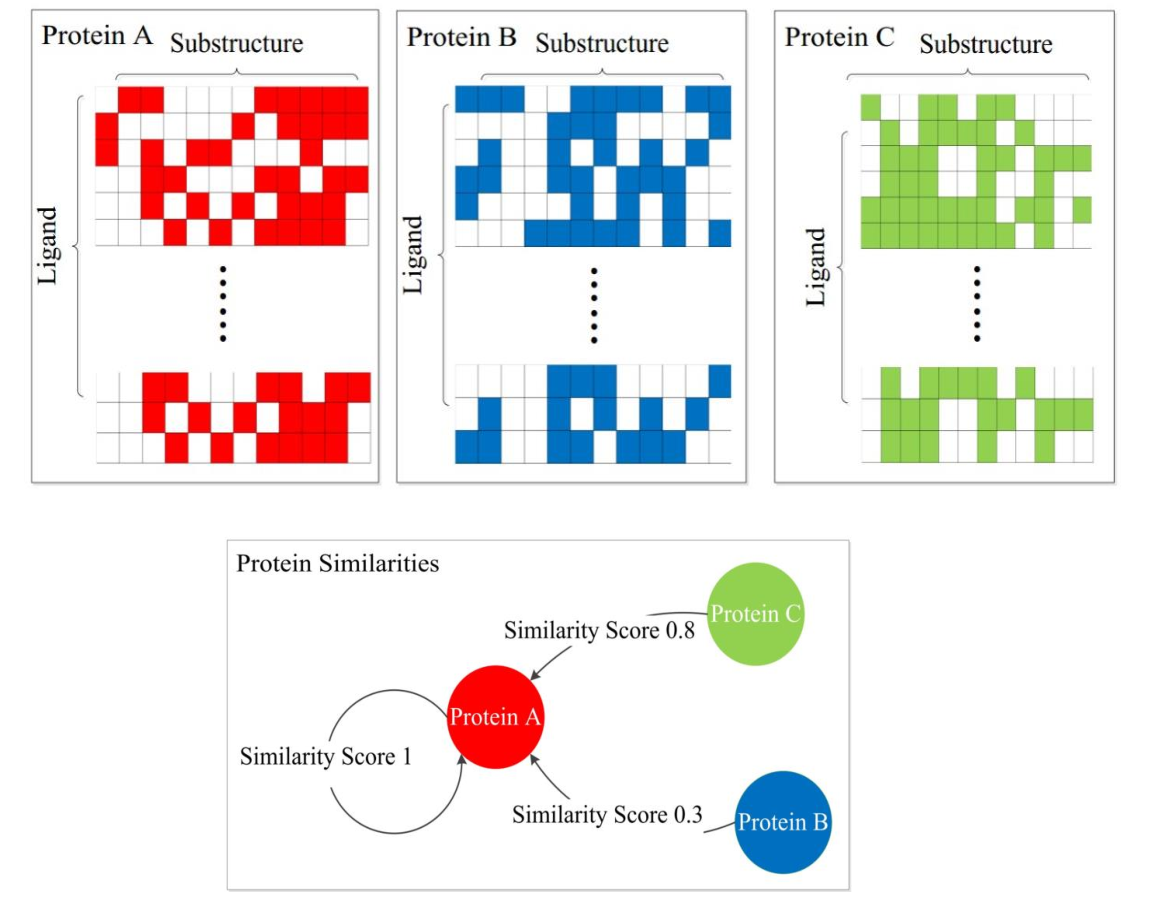 Protein A
Substructure
Ligand
Protein B
Substructure
Ligand
Protein C
Substructure
Ligand
Protein Similarities
Protein C
Similarity Score 0.8
Protein A
Similarity Score 1
Similarity Score 0.3
Protein B